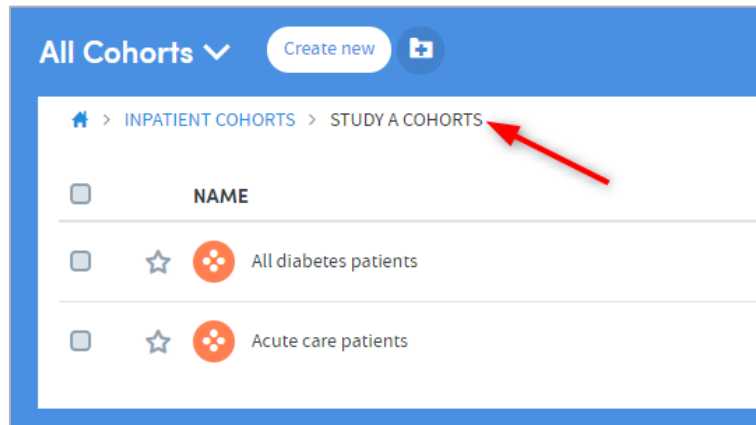 All Cohorts Create new
INPATIENT COHORTS > STUDY A COHORTS
NAME
All diabetes patients
Acute care patients